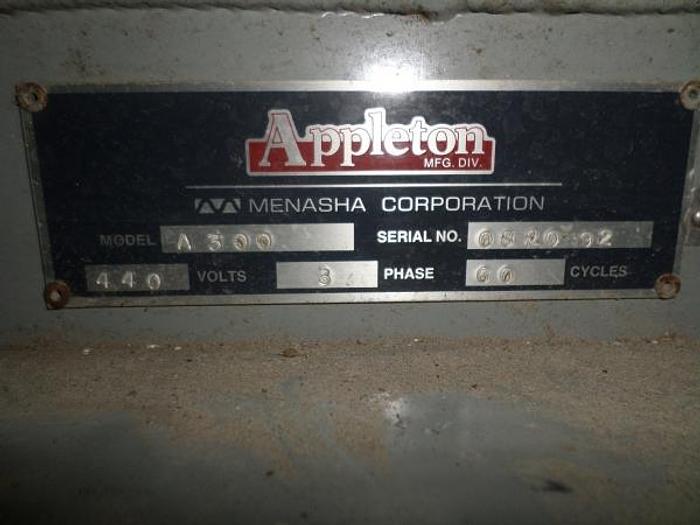 Appleton
MFG. DIV.
MENASHA CORPORATION
MODEL A 300 SERIAL NO.
440 VOLTS 3 PHASE 60 CYCLES